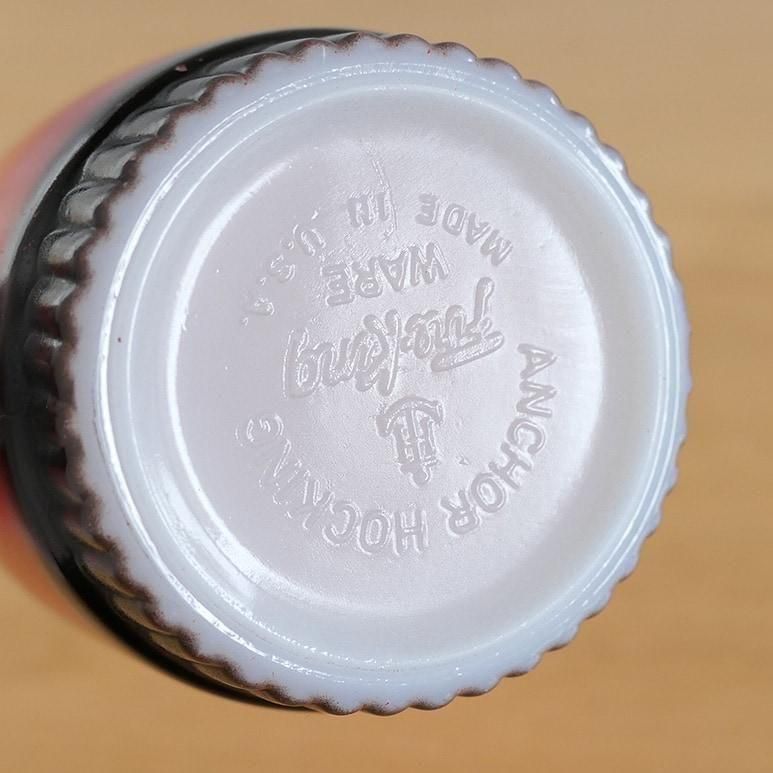 ANCHOR HOCKING
Fire-King
WARE
MADE IN U.S.A.